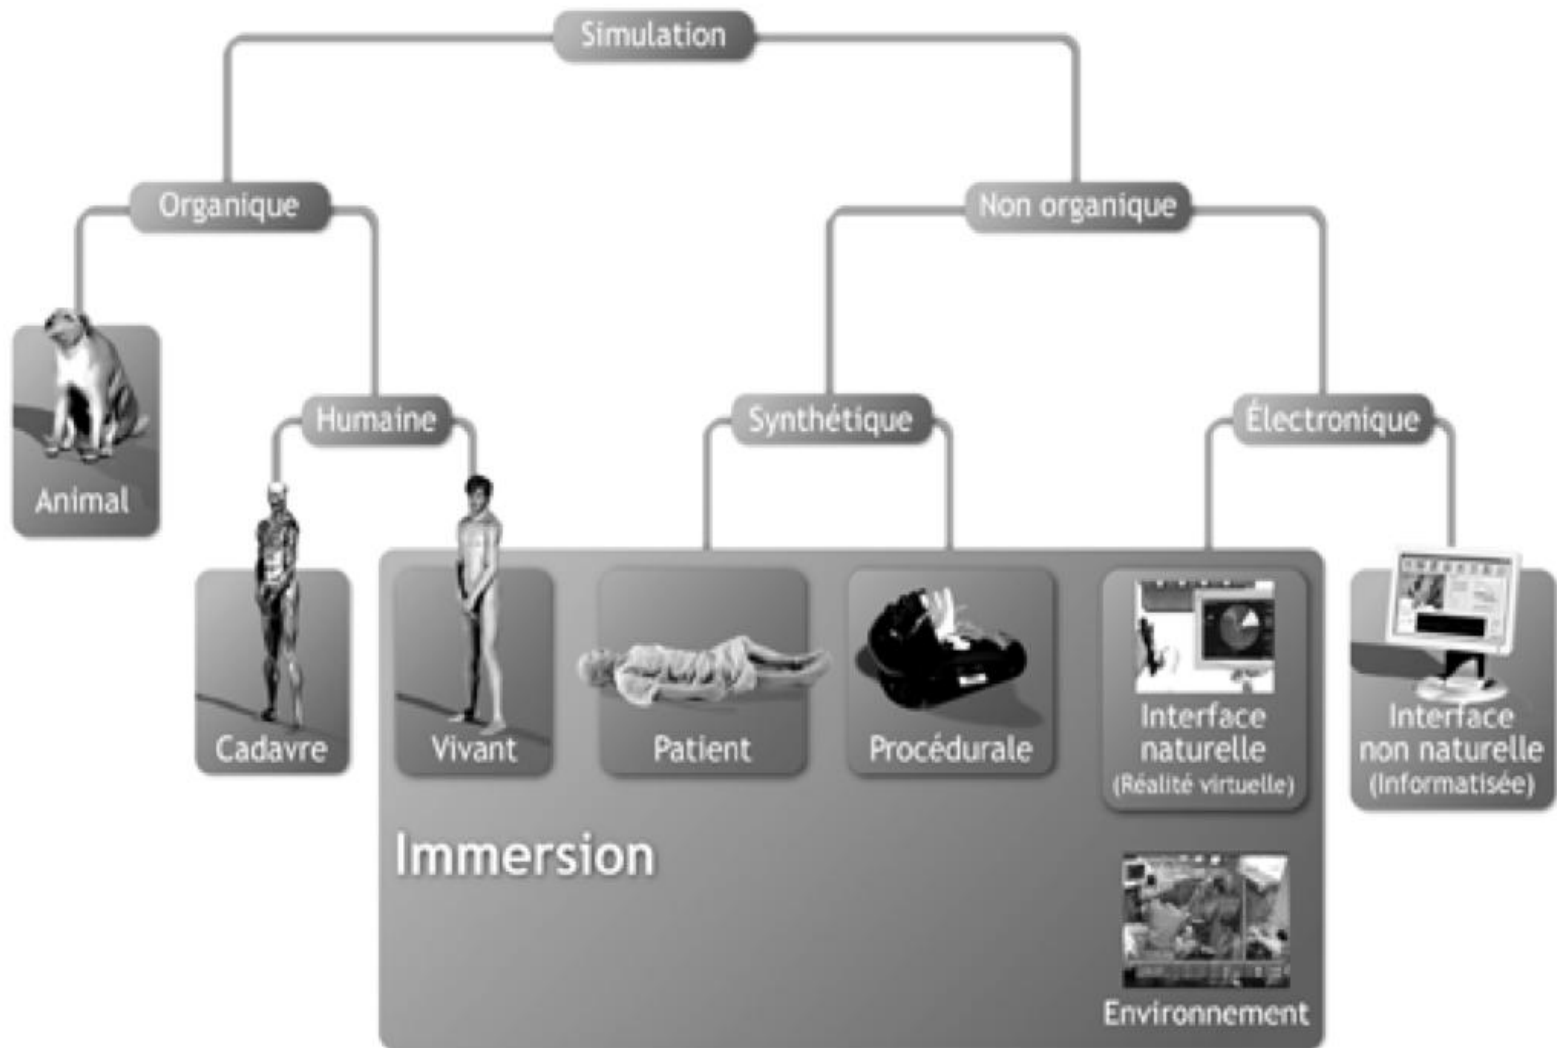 Simulation
Organique
Non organique
Humaine
Synthétique
Électronique
Animal
Cadavre
Vivant
Patient
Procédurale
Interface
naturelle
(Réalité virtuelle)
Interface
non naturelle
(Informatisée)
Immersion
Environnement